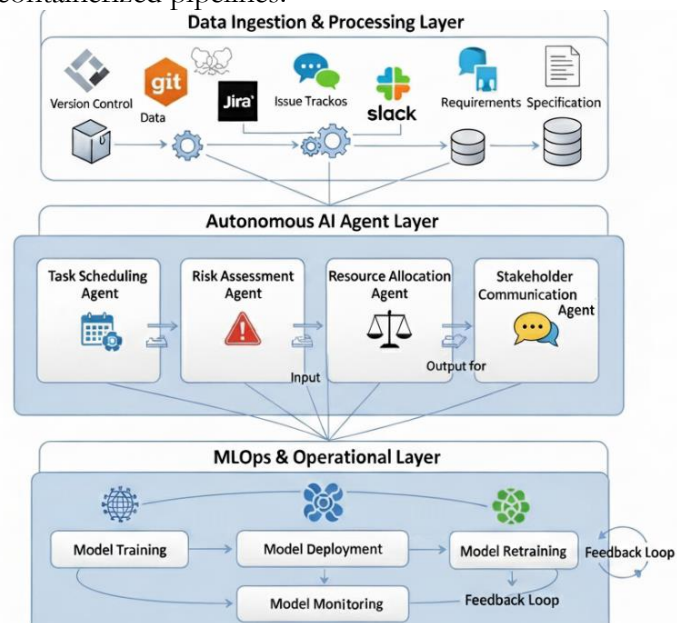 containerized pipelines.
Data Ingestion & Processing Layer
Version Control
git
Data
Jira
Issue Trackos
slack
Requirements
Specification
Autonomous AI Agent Layer
Task Scheduling
Agent
Risk Assessment
Agent
Resource Allocation
Agent
Stakeholder
Communication
Agent
Input
Output for
MLOps & Operational Layer
Model Training
Model Deployment
Model Retraining
Feedback Loop
Model Monitoring
Feedback Loop